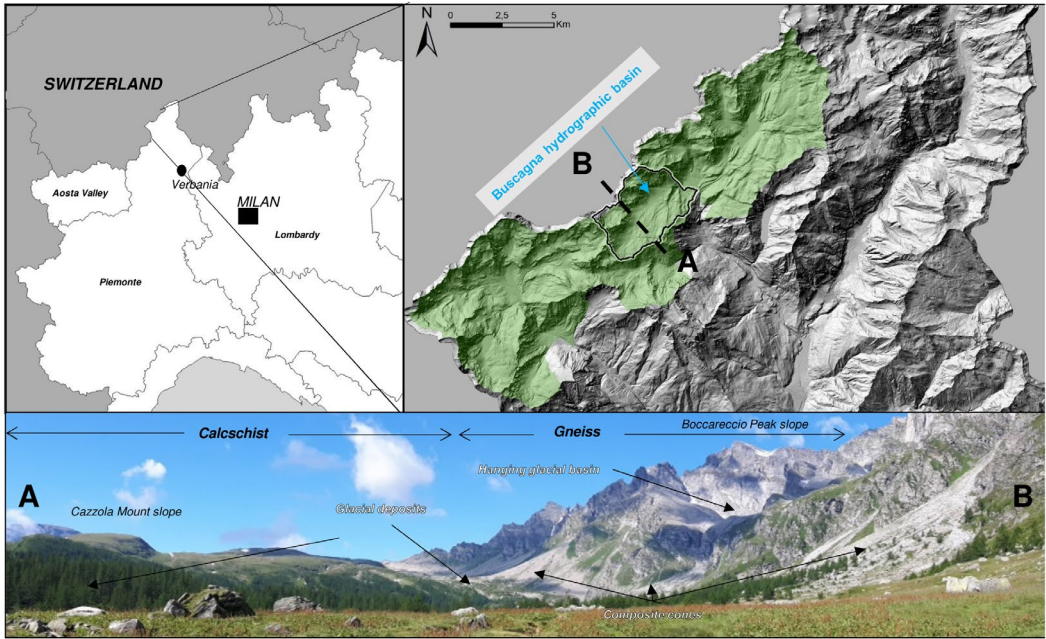 SWITZERLAND
Aosta Valley
Verbania
MILAN
Lombardy
Piemonte
N
0 2,5 5
Km
Buscagna hydrographic basin
B
A
Calcschist
Gneiss
Boccareccio Peak slope
Hanging glacial basin
A
Cazzola Mount slope
Glacial deposits
B
Composite cones